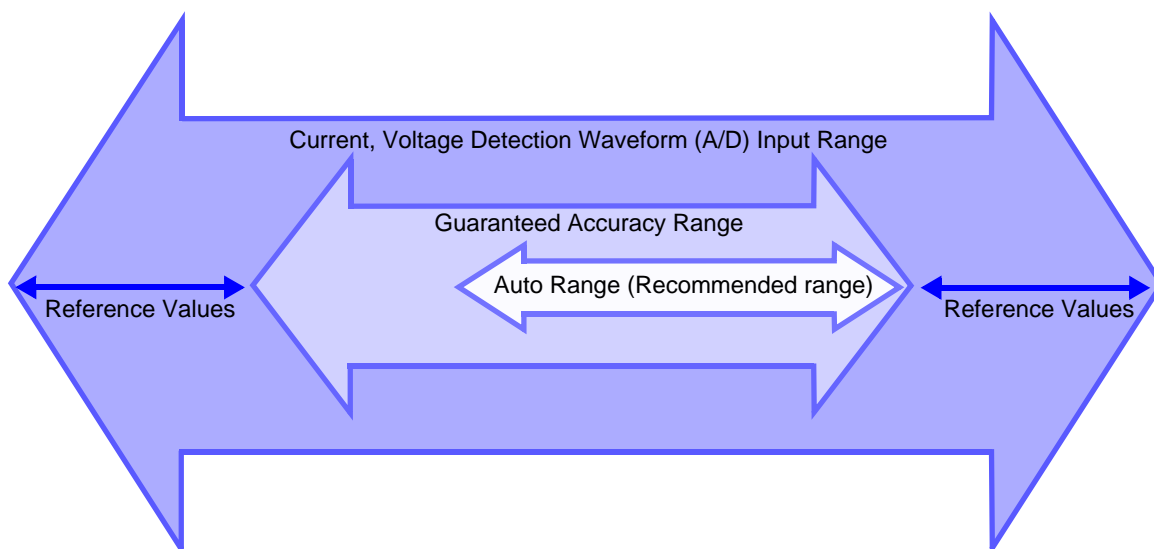 Current, Voltage Detection Waveform (A/D) Input Range
Guaranteed Accuracy Range
Auto Range (Recommended range)
Reference Values
Reference Values